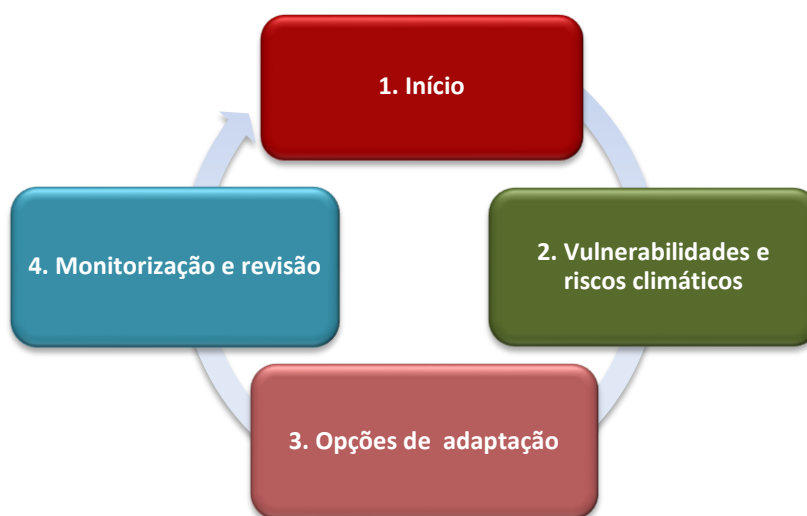 1. Início
2. Vulnerabilidades e
riscos climáticos
3. Opções de adaptação
4. Monitorização e revisão